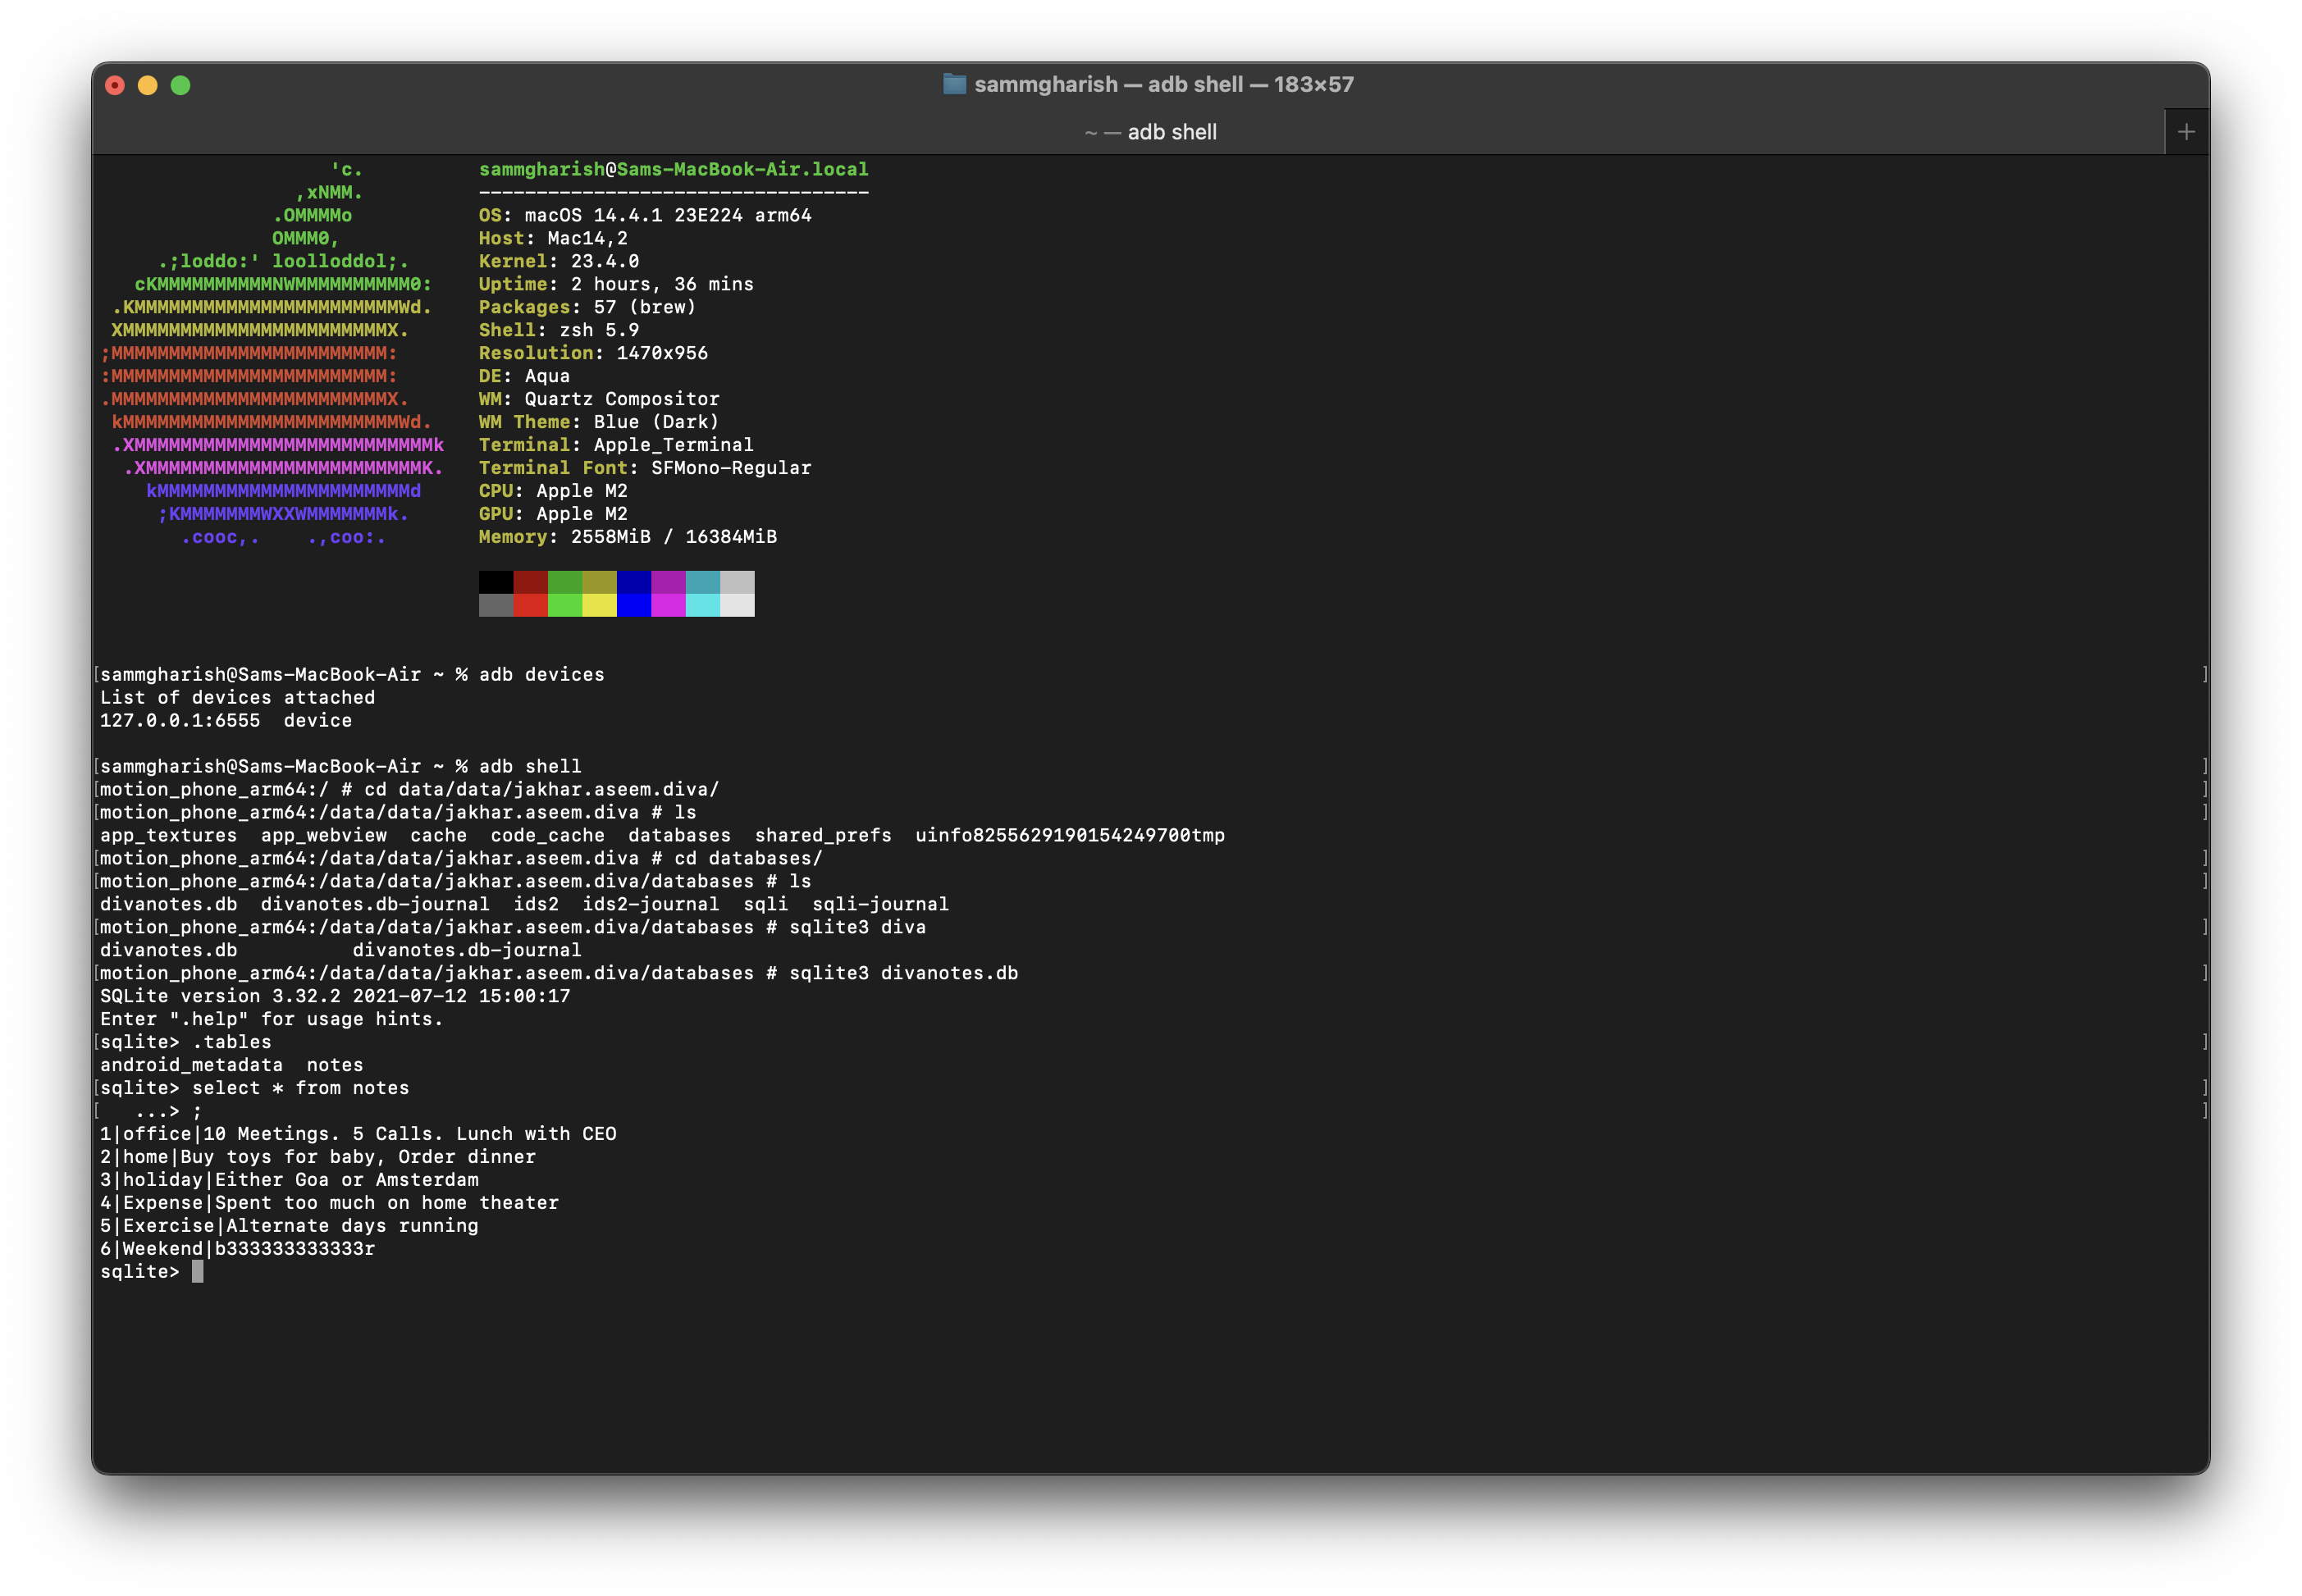 sammgharish — adb shell — 183×57
~ — adb shell
'c.          sammgharish@Sams-MacBook-Air.local
,xNMM.          ----------------------------------
.OMMMMo           OS: macOS 14.4.1 23E224 arm64
OMMM0,            Host: Mac14,2
.;loddo:' loolloddol;.      Kernel: 23.4.0
cKMMMMMMMMMMNWMMMMMMMMMM0:    Uptime: 2 hours, 36 mins
.KMMMMMMMMMMMMMMMMMMMMMMMWd.    Packages: 57 (brew)
XMMMMMMMMMMMMMMMMMMMMMMMX.      Shell: zsh 5.9
;MMMMMMMMMMMMMMMMMMMMMMMM:       Resolution: 1470x956
:MMMMMMMMMMMMMMMMMMMMMMMM:       DE: Aqua
.MMMMMMMMMMMMMMMMMMMMMMMMX.      WM: Quartz Compositor
kMMMMMMMMMMMMMMMMMMMMMMMMWd.    WM Theme: Blue (Dark)
.XMMMMMMMMMMMMMMMMMMMMMMMMMMk   Terminal: Apple_Terminal
.XMMMMMMMMMMMMMMMMMMMMMMMMK.   Terminal Font: SFMono-Regular
kMMMMMMMMMMMMMMMMMMMMMMd     CPU: Apple M2
;KMMMMMMMWXXWMMMMMMMk.      GPU: Apple M2
.cooc,.    .,coo:.        Memory: 2558MiB / 16384MiB
[sammgharish@Sams-MacBook-Air ~ % adb devices ]
List of devices attached
127.0.0.1:6555  device
[sammgharish@Sams-MacBook-Air ~ % adb shell ]
[motion_phone_arm64:/ # cd data/data/jakhar.aseem.diva/ ]
[motion_phone_arm64:/data/data/jakhar.aseem.diva # ls ]
app_textures  app_webview  cache  code_cache  databases  shared_prefs  uinfo8255629190154249700tmp
[motion_phone_arm64:/data/data/jakhar.aseem.diva # cd databases/ ]
[motion_phone_arm64:/data/data/jakhar.aseem.diva/databases # ls ]
divanotes.db  divanotes.db-journal  ids2  ids2-journal  sqli  sqli-journal
[motion_phone_arm64:/data/data/jakhar.aseem.diva/databases # sqlite3 diva ]
divanotes.db          divanotes.db-journal
[motion_phone_arm64:/data/data/jakhar.aseem.diva/databases # sqlite3 divanotes.db ]
SQLite version 3.32.2 2021-07-12 15:00:17
Enter ".help" for usage hints.
[sqlite> .tables ]
android_metadata  notes
[sqlite> select * from notes ]
[   ...> ; ]
1|office|10 Meetings. 5 Calls. Lunch with CEO
2|home|Buy toys for baby, Order dinner
3|holiday|Either Goa or Amsterdam
4|Expense|Spent too much on home theater
5|Exercise|Alternate days running
6|Weekend|b333333333333r
sqlite>